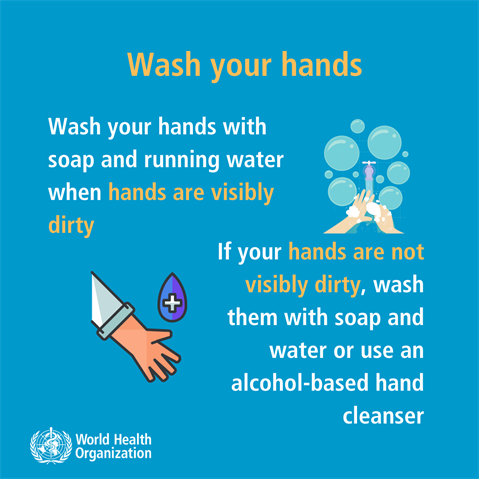 Wash your hands
Wash your hands with
soap and running water
when hands are visibly
dirty
If your hands are not
visibly dirty, wash
them with soap and
water or use an
alcohol-based hand
cleanser
World Health
Organization